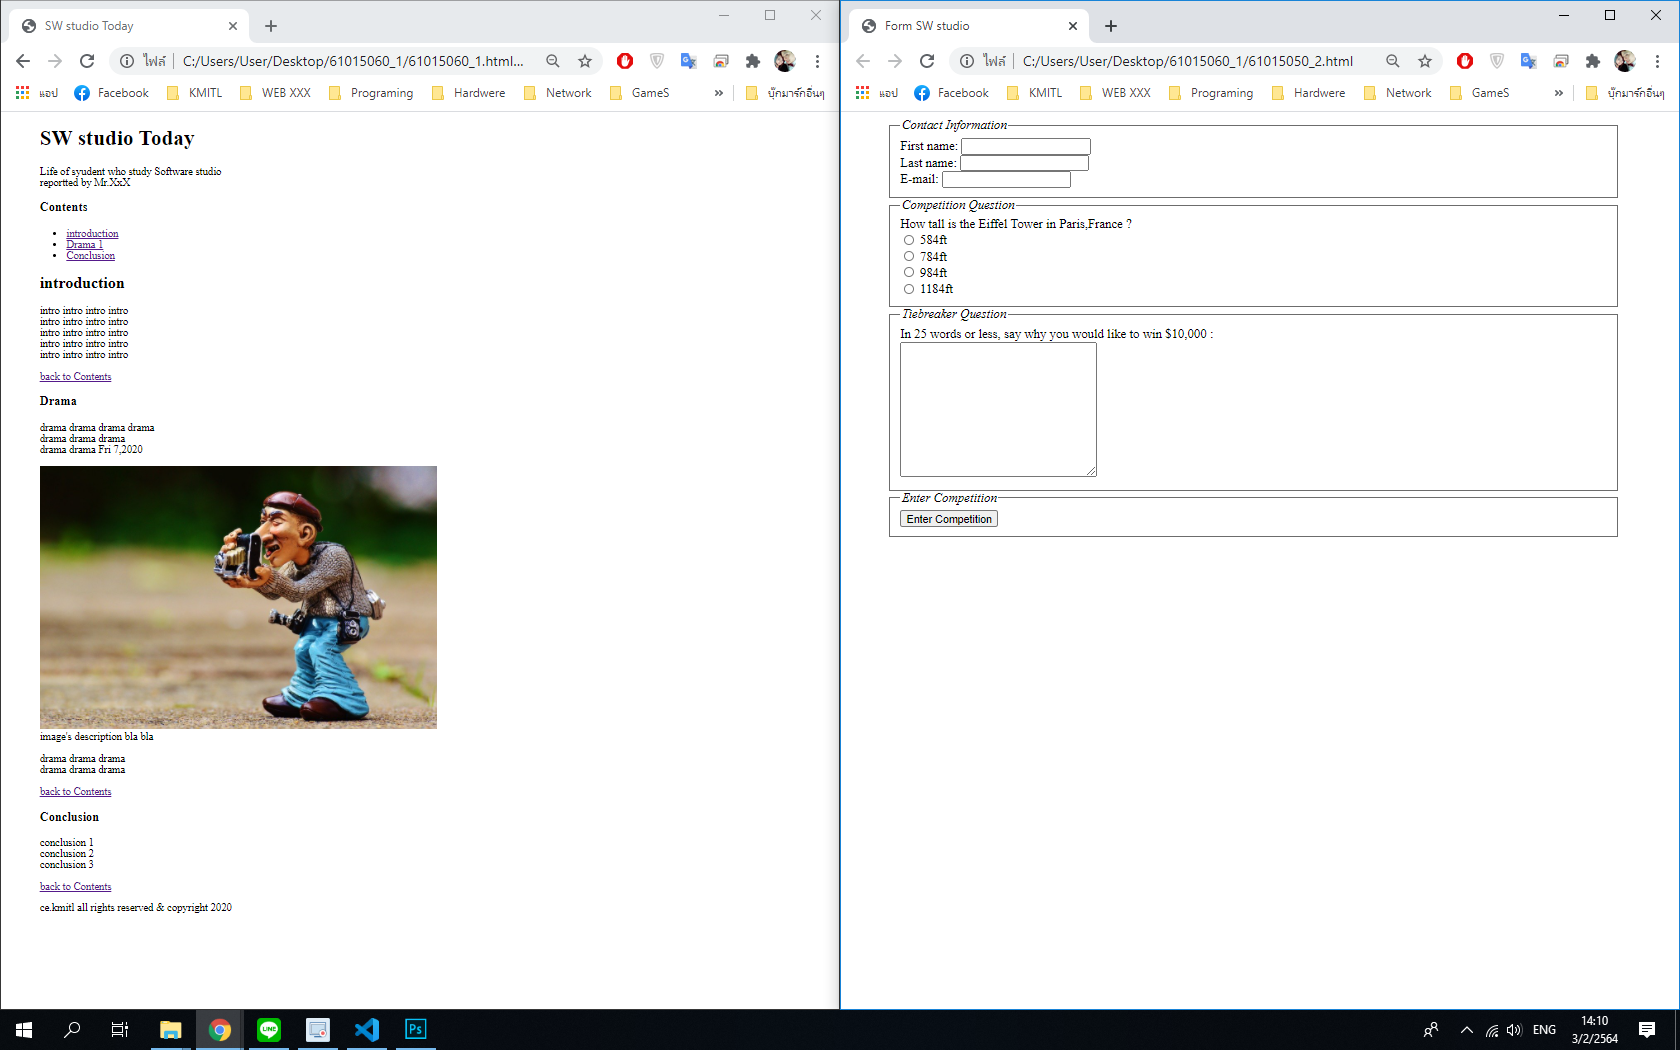 SW studio Today
ไฟล์ C:/Users/User/Desktop/61015060_1/61015060_1.html...
แอป Facebook KMITL WEB XXX Programing Hardwere Network GameS » บุ๊กมาร์กอื่นๆ
SW studio Today
Life of syudent who study Software studio
reportted by Mr.XxX
Contents
introduction
Drama 1
Conclusion
introduction
intro intro intro intro
intro intro intro intro
intro intro intro intro
intro intro intro intro
intro intro intro intro
back to Contents
Drama
drama drama drama drama
drama drama drama
drama drama Fri 7,2020
image's description bla bla
drama drama drama
drama drama drama
back to Contents
Conclusion
conclusion 1
conclusion 2
conclusion 3
back to Contents
ce.kmitl all rights reserved & copyright 2020
Form SW studio
ไฟล์ C:/Users/User/Desktop/61015060_1/61015050_2.html
แอป Facebook KMITL WEB XXX Programing Hardwere Network GameS » บุ๊กมาร์กอื่นๆ
Contact Information
First name:
Last name:
E-mail:
Competition Question
How tall is the Eiffel Tower in Paris,France ?
584ft
784ft
984ft
1184ft
Tiebreaker Question
In 25 words or less, say why you would like to win $10,000 :
Enter Competition
Enter Competition
LINE
Ps
ENG
14:10
3/2/2564